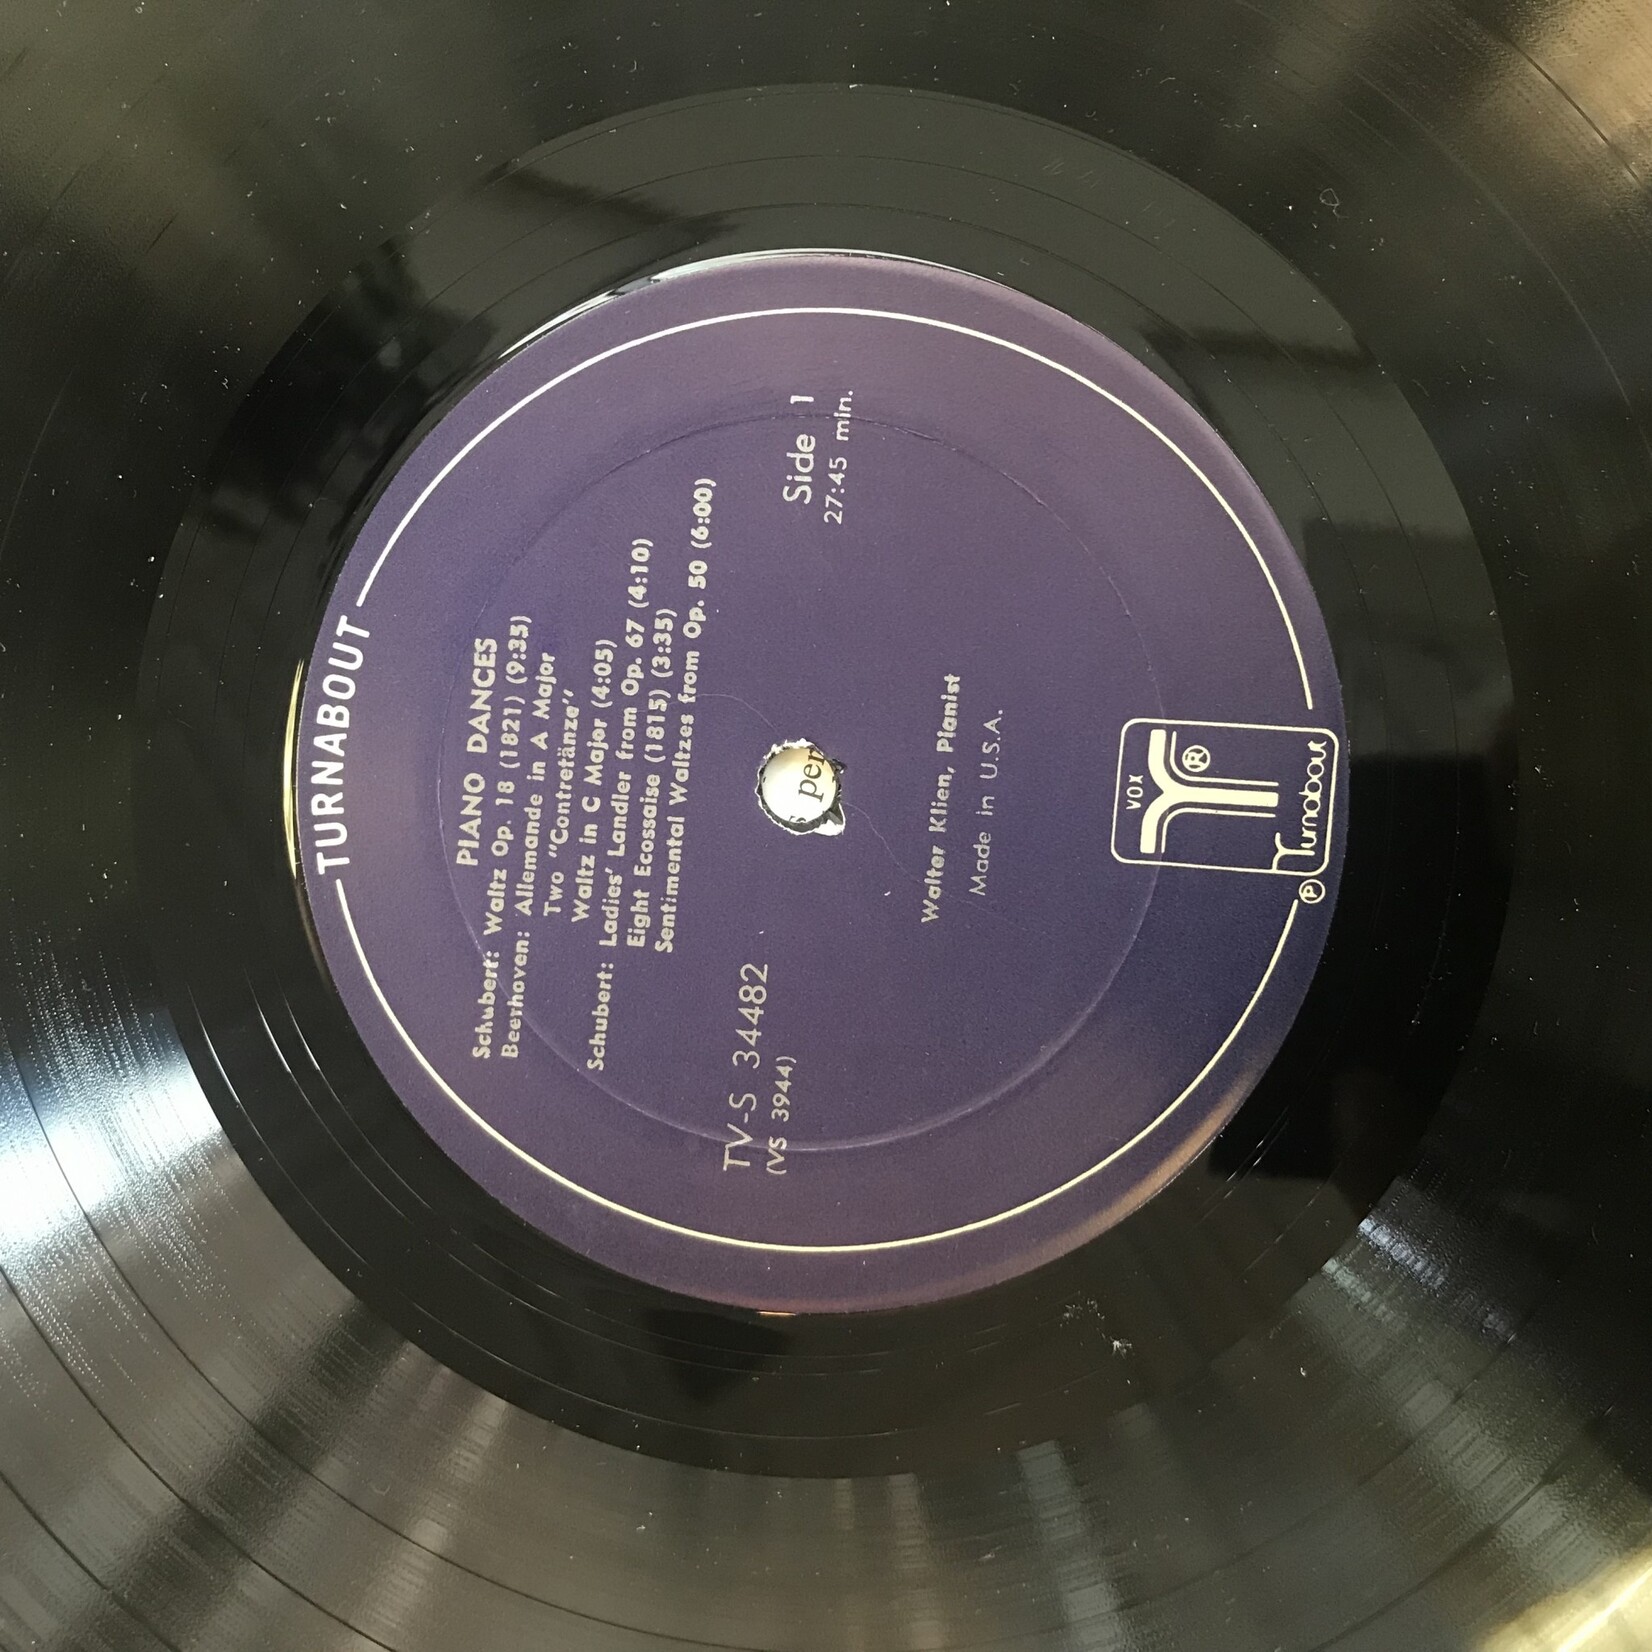 TURNABOUT
PIANO DANCES
Schubert: Waltz Op. 18 (1821) (9:35)
Beethoven: Allemande in A Major
Two "Contretänze"
Waltz in C Major (4:05)
Schubert: Ladies' Landler from Op. 67 (4:10)
Eight Ecossaise (1815) (3:35)
Sentimental Waltzes from Op. 50 (6:00)
TV-S 34482
(VS 3944)
Side 1
27:45 min.
s per
Walter Klien, Pianist
Made in U.S.A.
VOX
®
Turnabout
℗